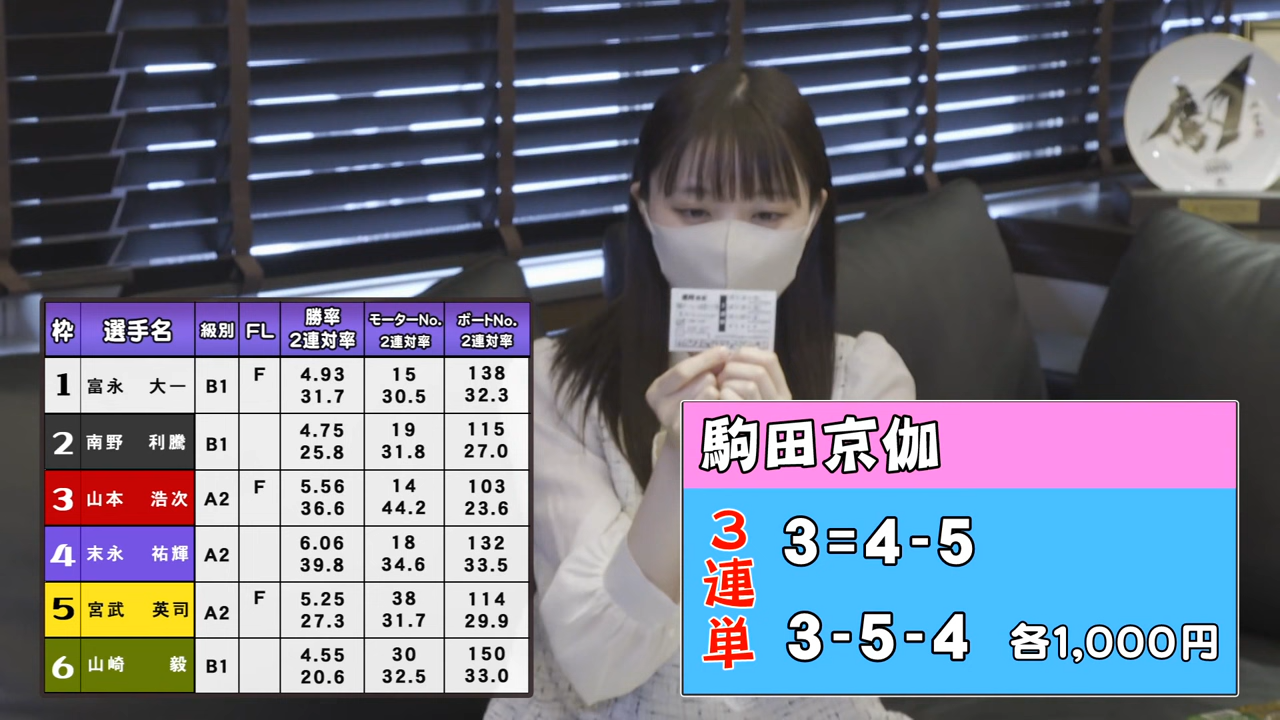 枠 選手名 級別 FL 勝率 2連対率 モーターNo. 2連対率 ボートNo. 2連対率
1 富永 大一 B1 F 4.93 31.7 15 30.5 138 32.3
2 南野 利騰 B1 4.75 25.8 19 31.8 115 27.0
3 山本 浩次 A2 F 5.56 36.6 14 44.2 103 23.6
4 末永 祐輝 A2 6.06 39.8 18 34.6 132 33.5
5 宮武 英司 A2 F 5.25 27.3 38 31.7 114 29.9
6 山崎 毅 B1 4.55 20.6 30 32.5 150 33.0
駒田京伽
3連単
3=4-5
3-5-4 各1,000円